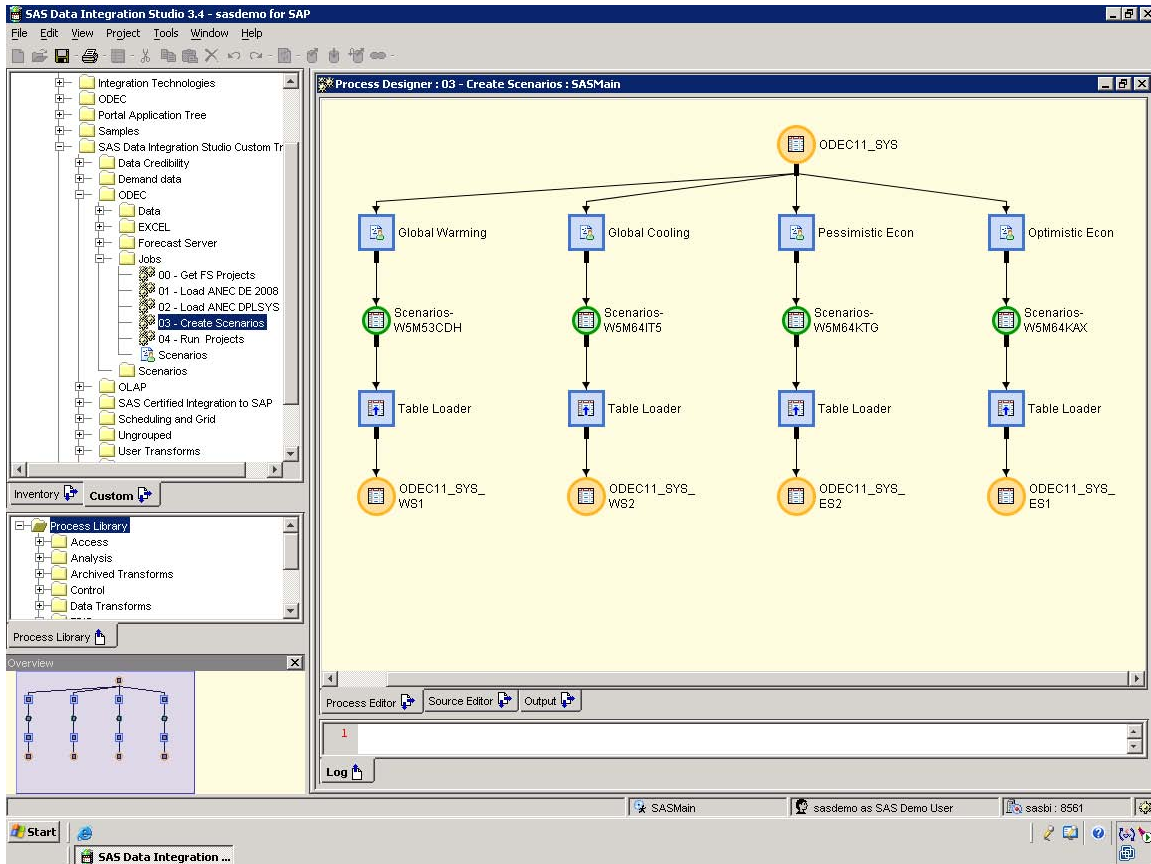 SAS Data Integration Studio 3.4 - sasdemo for SAP
File Edit View Project Tools Window Help
Integration Technologies
ODEC
Portal Application Tree
Samples
SAS Data Integration Studio Custom Tr
Data Credibility
Demand data
ODEC
Data
EXCEL
Forecast Server
Jobs
00 - Get FS Projects
01 - Load ANEC DE 2008
02 - Load ANEC DPLSYS
03 - Create Scenarios
04 - Run Projects
Scenarios
Scenarios
OLAP
SAS Certified Integration to SAP
Scheduling and Grid
Ungrouped
User Transforms
Inventory
Custom
Process Library
Access
Analysis
Archived Transforms
Control
Data Transforms
Process Library
Overview
Process Designer : 03 - Create Scenarios : SASMain
ODEC11_SYS
Global Warming
Global Cooling
Pessimistic Econ
Optimistic Econ
Scenarios-
W5M53CDH
Scenarios-
W5M64IT5
Scenarios-
W5M64KTG
Scenarios-
W5M64KAX
Table Loader
Table Loader
Table Loader
Table Loader
ODEC11_SYS_
WS1
ODEC11_SYS_
WS2
ODEC11_SYS_
ES2
ODEC11_SYS_
ES1
Process Editor
Source Editor
Output
1
Log
SASMain
sasdemo as SAS Demo User
sasbi : 8561
Start
SAS Data Integration ...